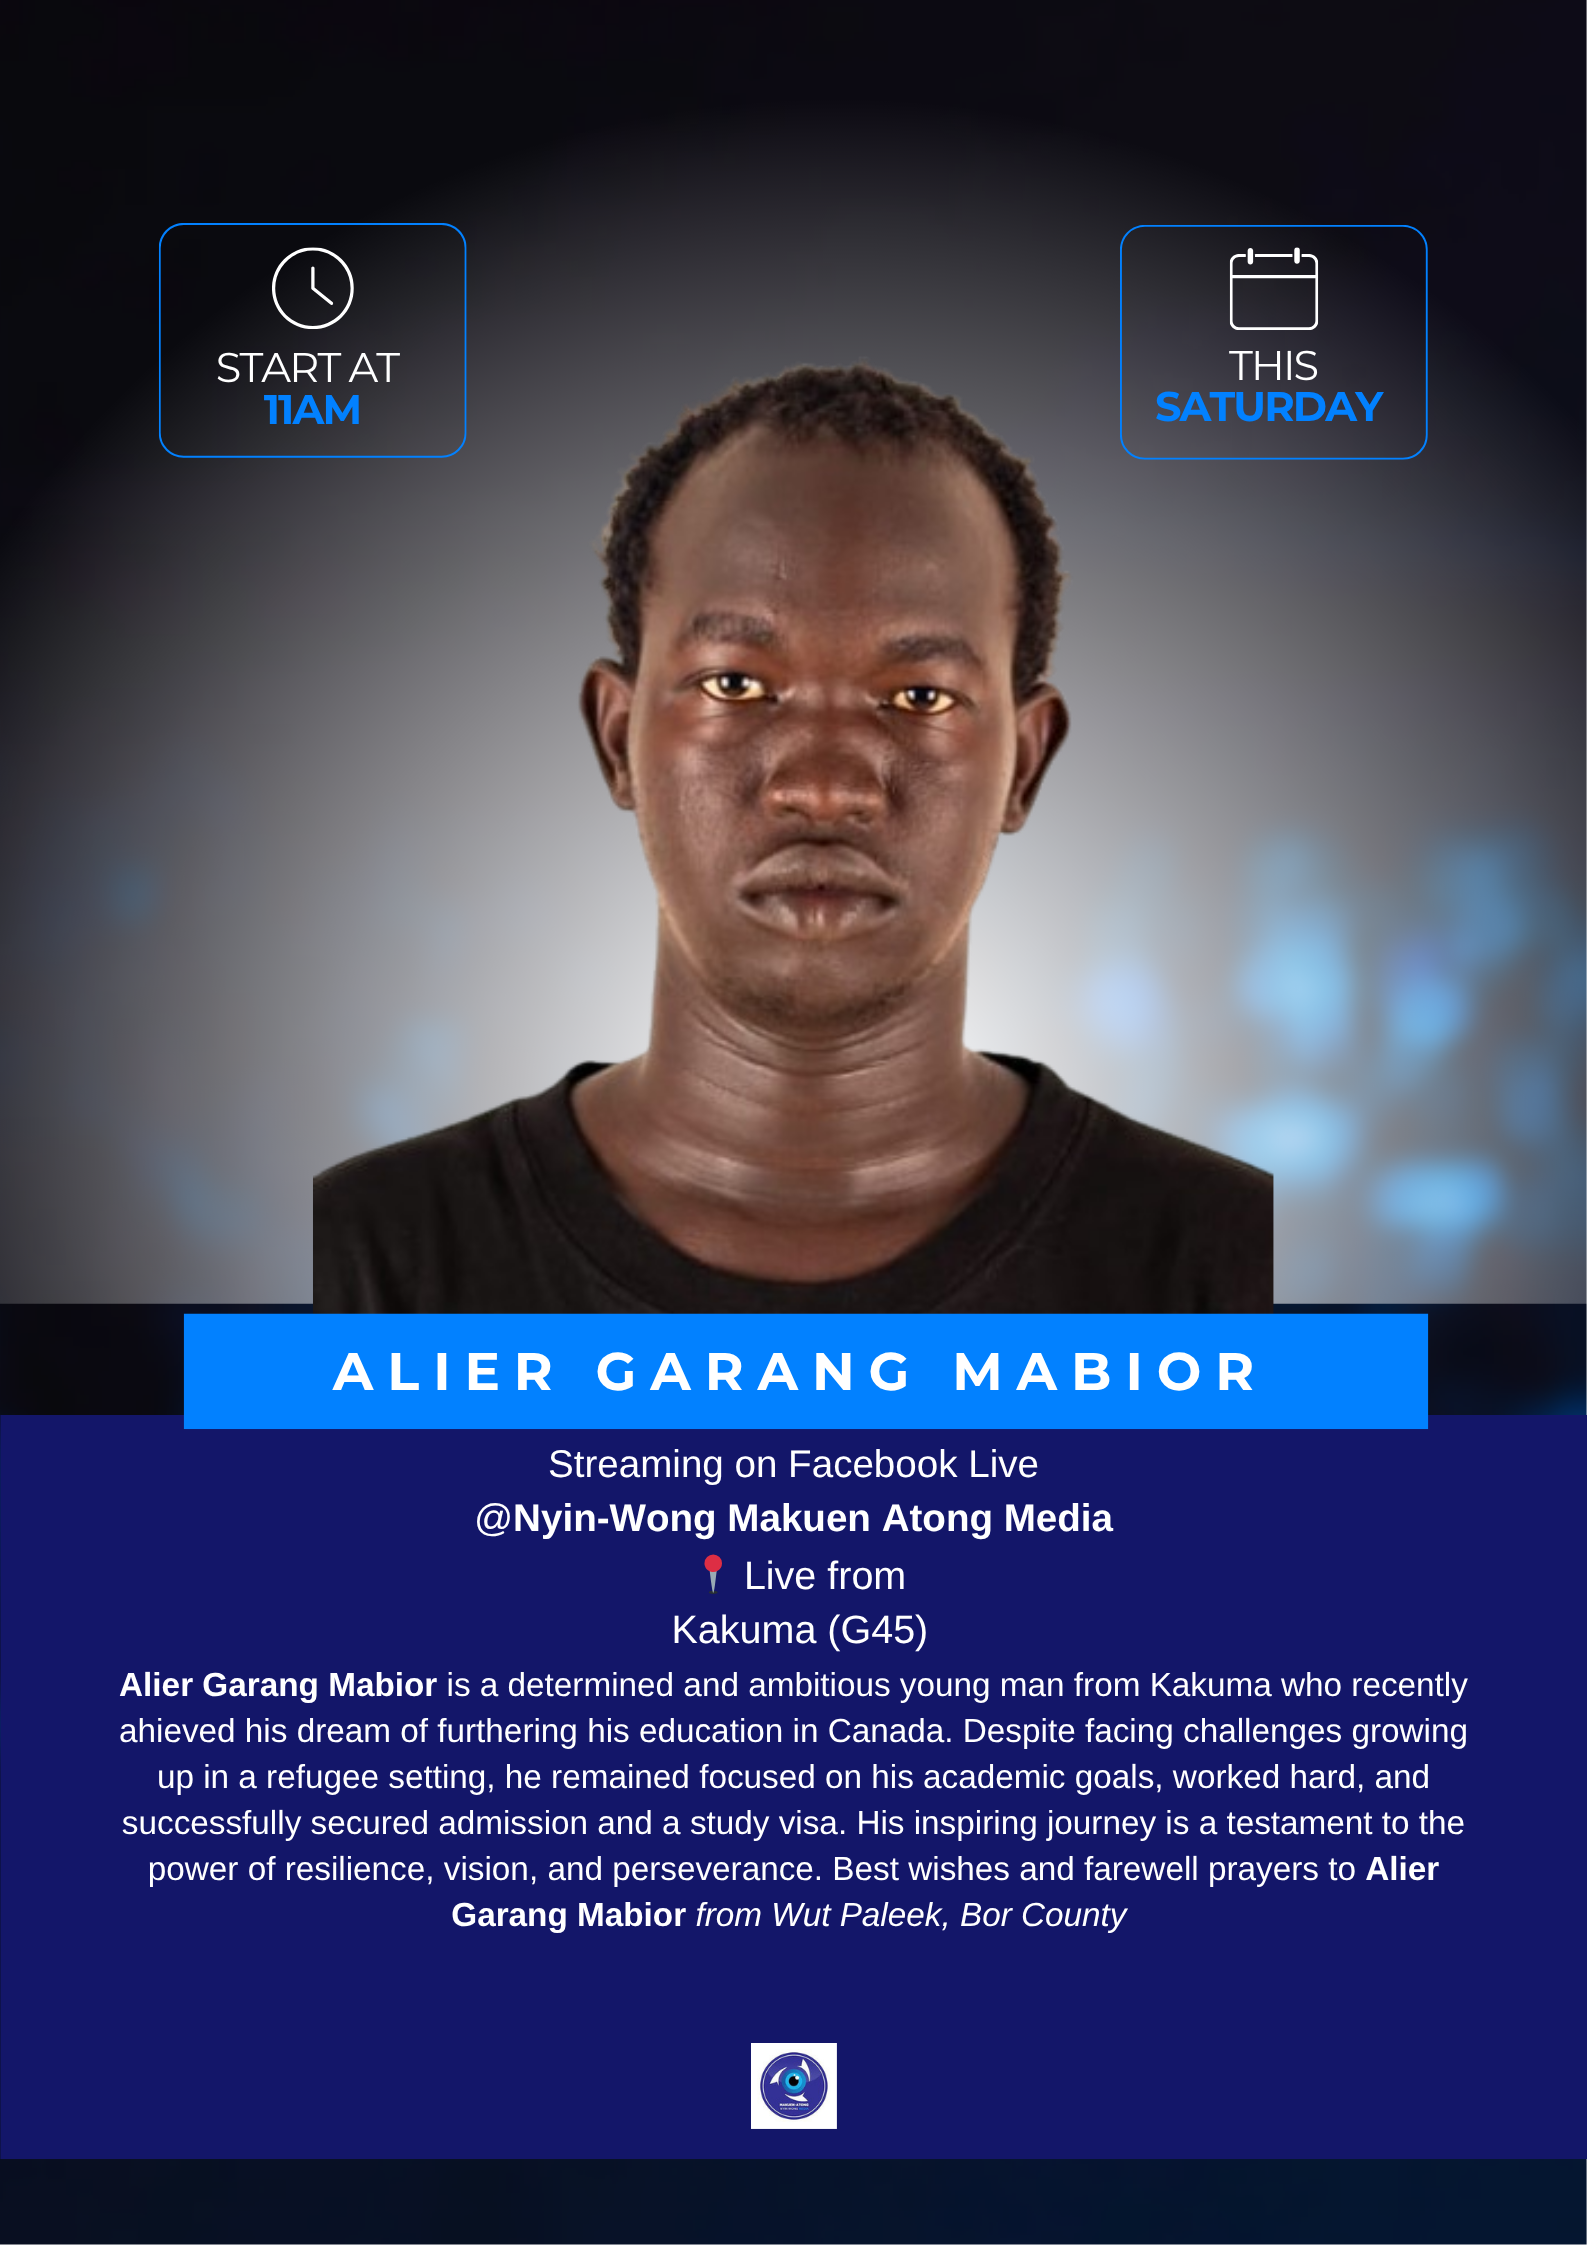 START AT
11AM
THIS
SATURDAY
ALIER GARANG MABIOR
Streaming on Facebook Live
@Nyin-Wong Makuen Atong Media
📍 Live from
Kakuma (G45)
Alier Garang Mabior is a determined and ambitious young man from Kakuma who recently
ahieved his dream of furthering his education in Canada. Despite facing challenges growing
up in a refugee setting, he remained focused on his academic goals, worked hard, and
successfully secured admission and a study visa. His inspiring journey is a testament to the
power of resilience, vision, and perseverance. Best wishes and farewell prayers to Alier
Garang Mabior from Wut Paleek, Bor County
MAKUEN ATONG